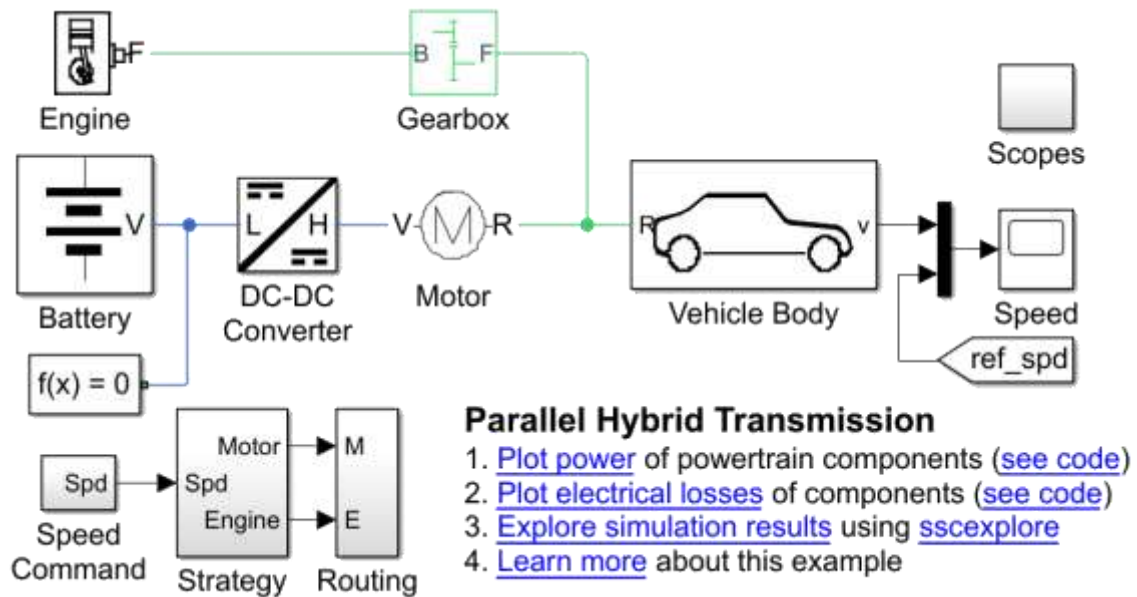 F
Engine
B
F
Gearbox
Scopes
V
Battery
L
H
DC-DC
Converter
V
M
R
Motor
R
v
Vehicle Body
Speed
ref_spd
f(x) = 0
Spd
Speed
Command
Spd
Motor
Engine
Strategy
M
E
Routing
Parallel Hybrid Transmission
1. Plot power of powertrain components (see code)
2. Plot electrical losses of components (see code)
3. Explore simulation results using sscexplore
4. Learn more about this example